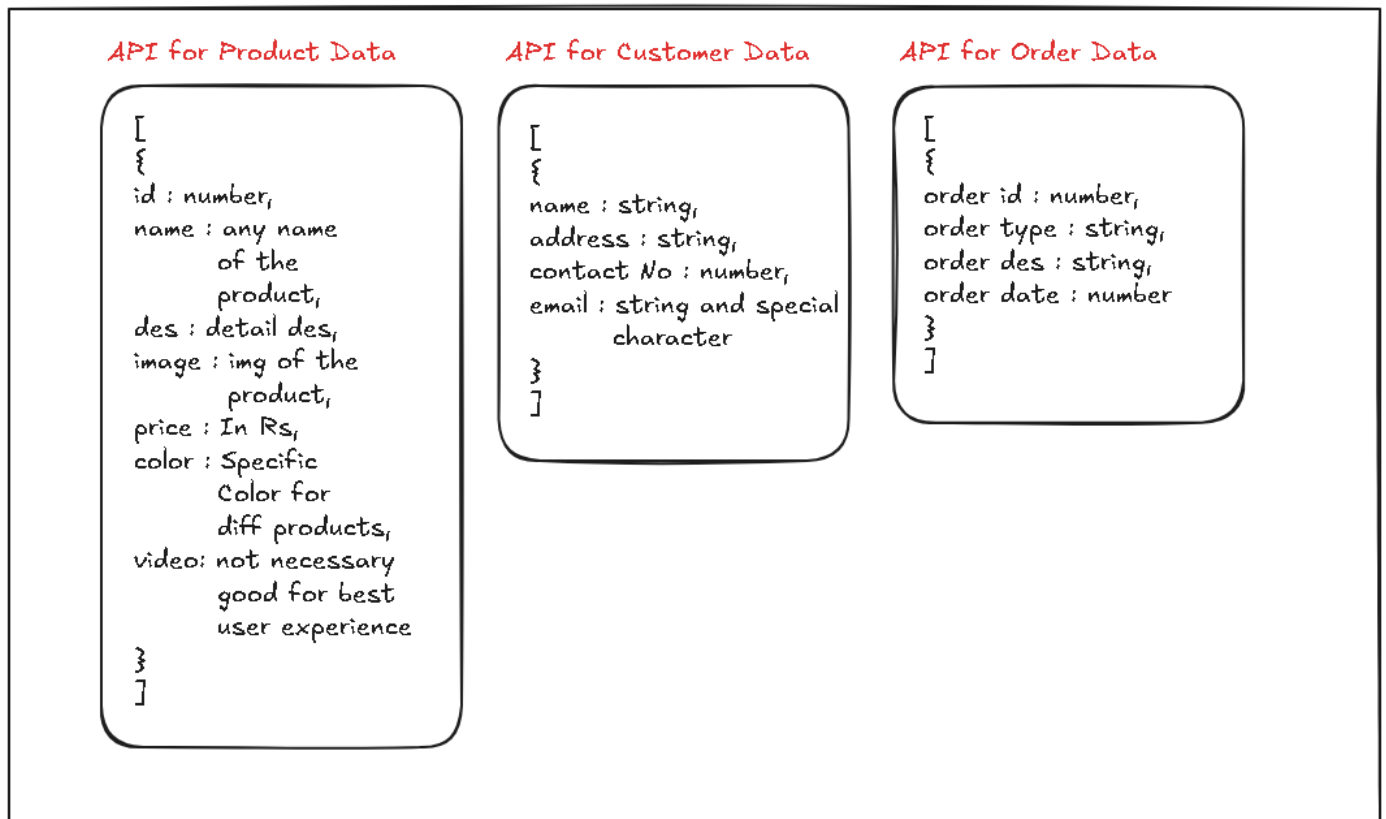 API for Product Data
[
{
id : number,
name : any name
of the
product,
des : detail des,
image : img of the
product,
price : In Rs,
color : Specific
Color for
diff products,
video: not necessary
good for best
user experience
}
]
API for Customer Data
[
{
name : string,
address : string,
contact No : number,
email : string and special
character
}
]
API for Order Data
[
{
order id : number,
order type : string,
order des : string,
order date : number
}
]